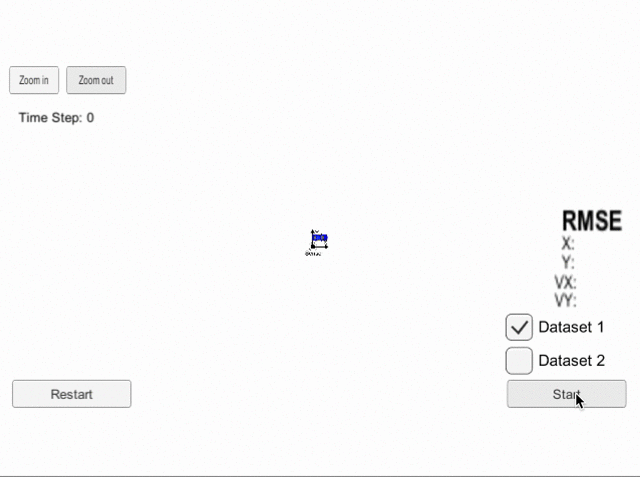 Zoom in
Zoom out
Time Step: 0
RMSE
X:
Y:
VX:
VY:
Dataset 1
Dataset 2
Restart
Start